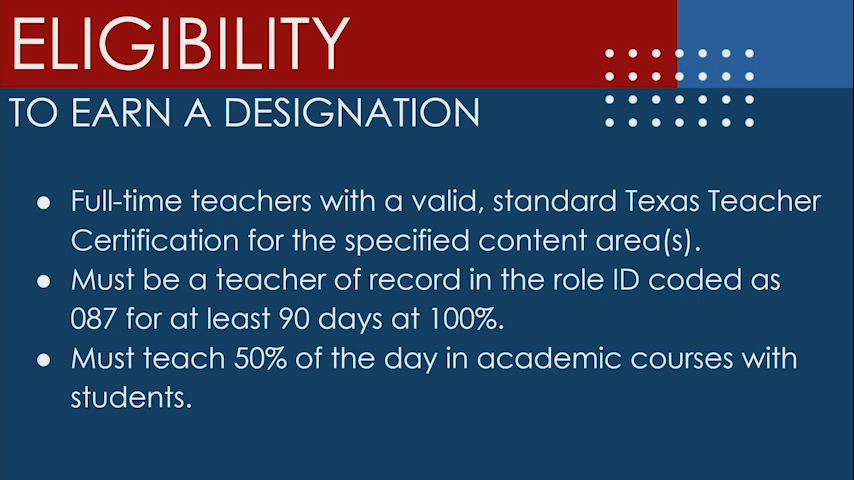 ELIGIBILITY
TO EARN A DESIGNATION
● Full-time teachers with a valid, standard Texas Teacher
Certification for the specified content area(s).
● Must be a teacher of record in the role ID coded as
087 for at least 90 days at 100%.
● Must teach 50% of the day in academic courses with
students.